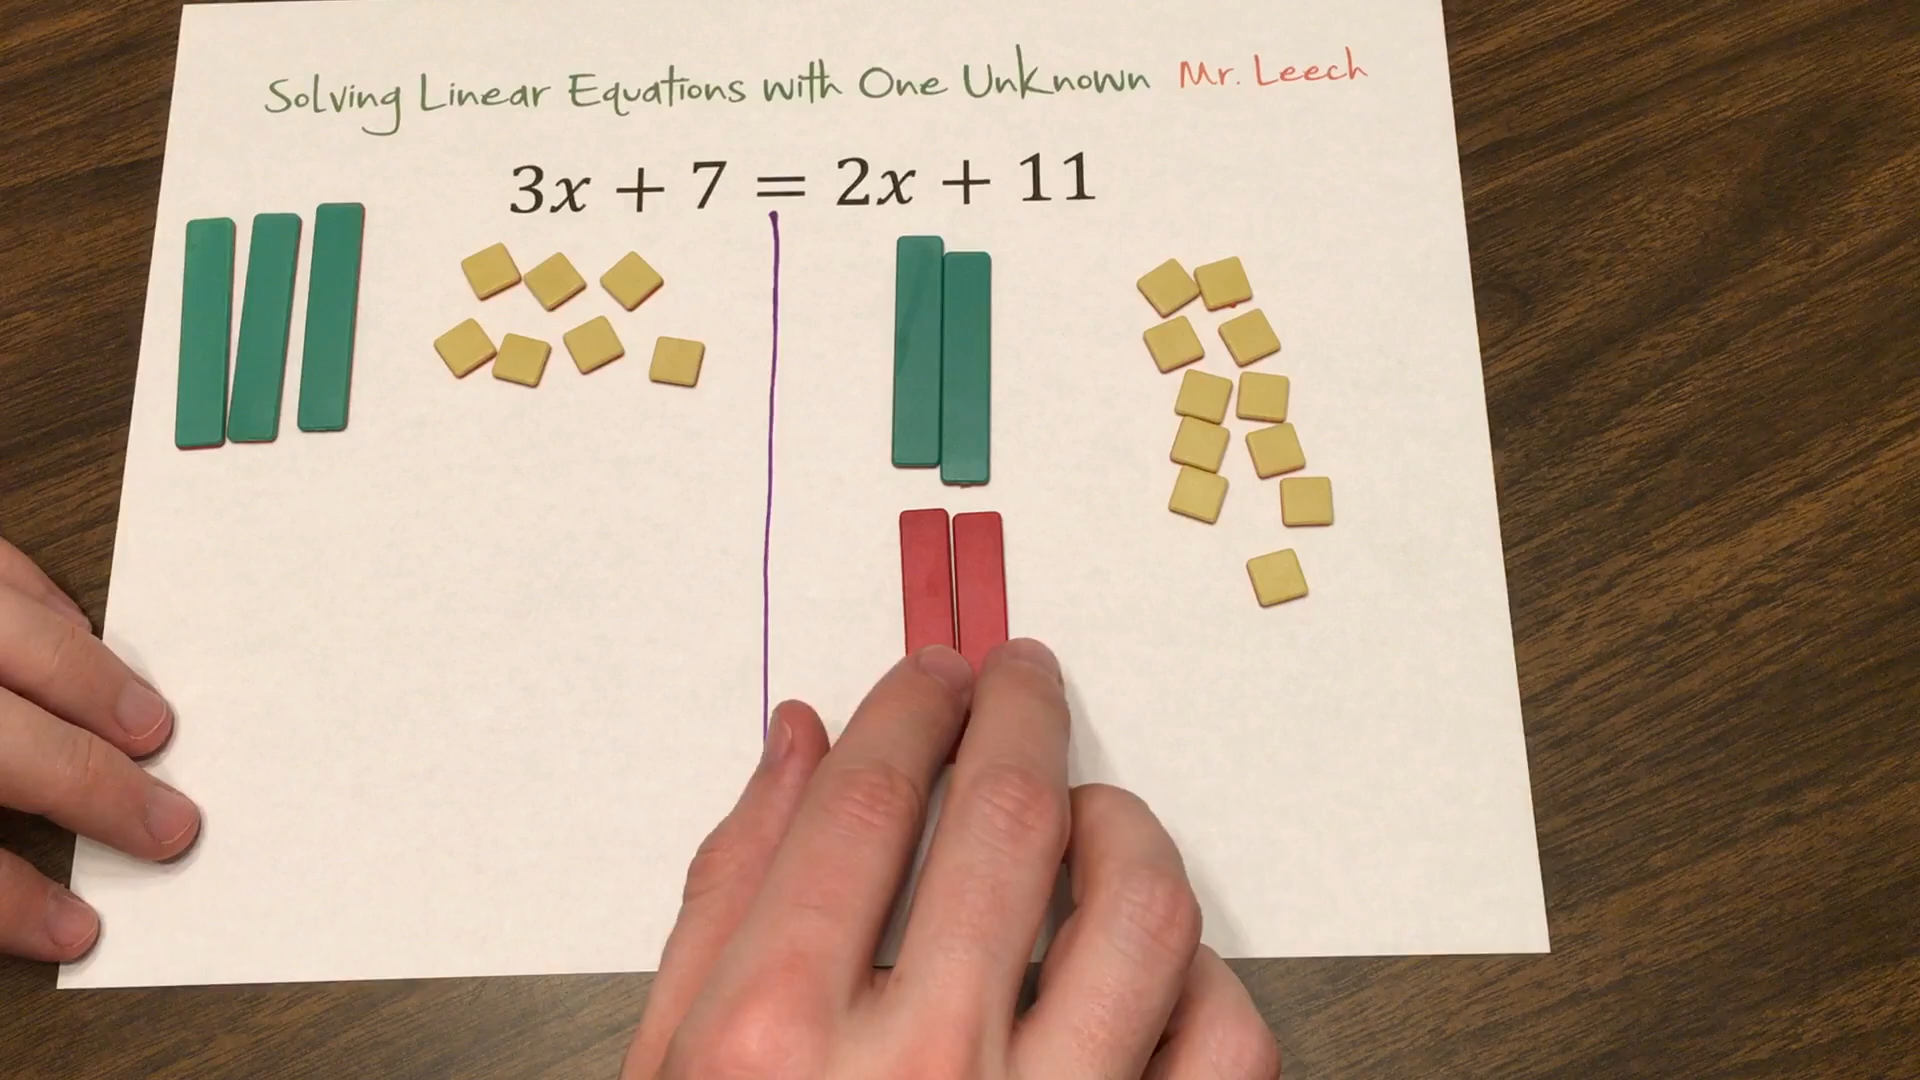 Solving Linear Equations with One Unknown Mr. Leech
3x + 7 = 2x + 11